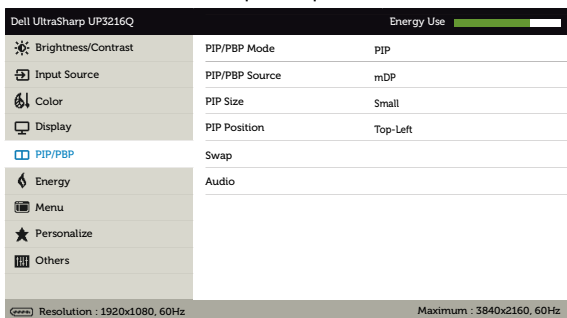 Dell UltraSharp UP3216Q Energy Use
Brightness/Contrast PIP/PBP Mode PIP
Input Source PIP/PBP Source mDP
Color PIP Size Small
Display PIP Position Top-Left
PIP/PBP Swap
Energy Audio
Menu
Personalize
Others
Resolution : 1920x1080, 60Hz Maximum : 3840x2160, 60Hz